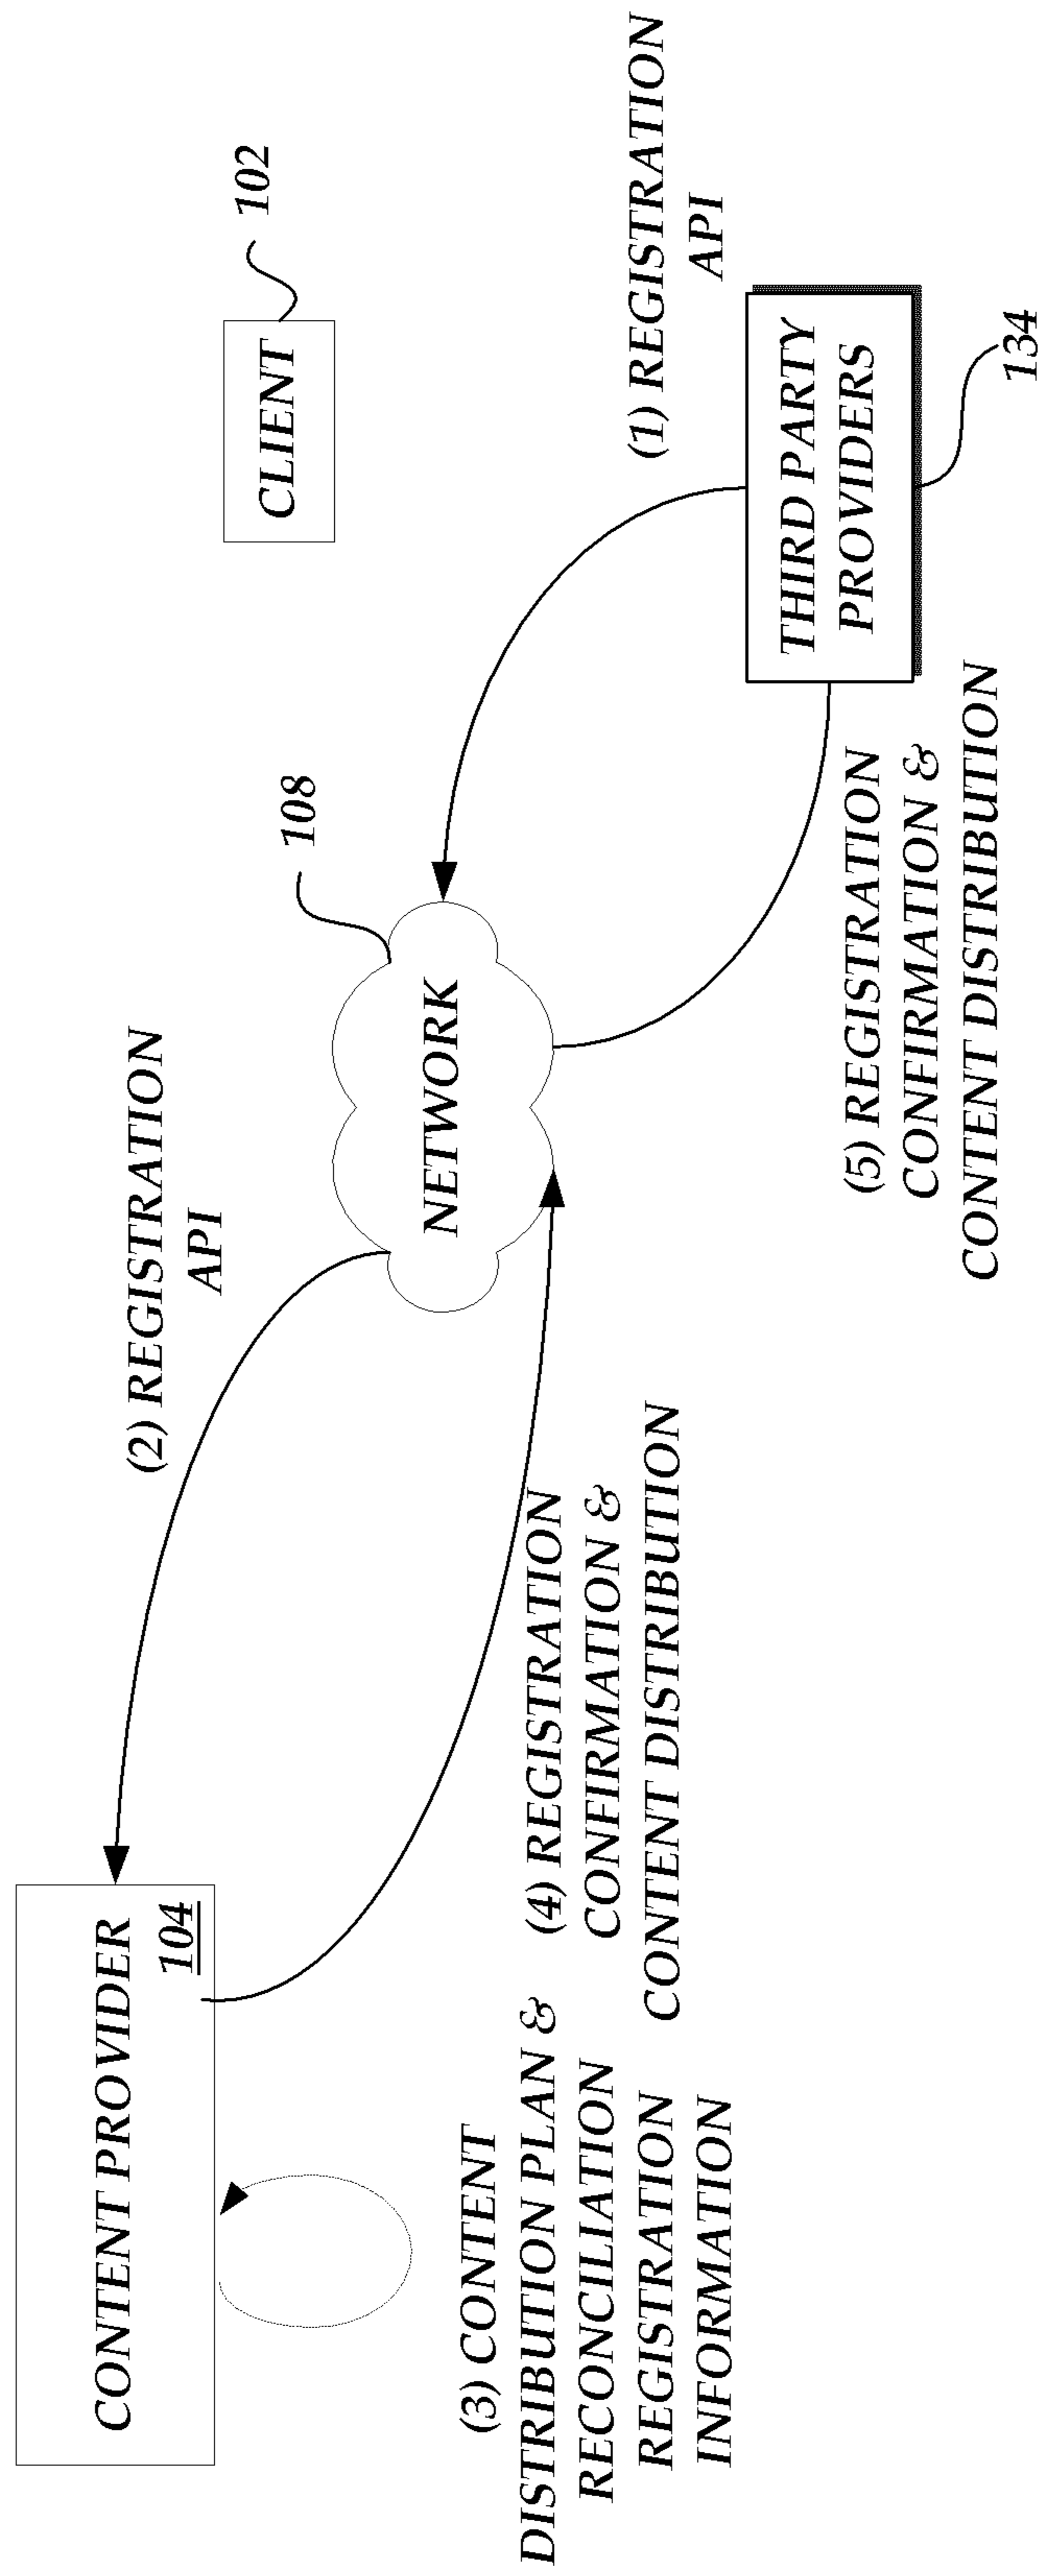 CONTENT PROVIDER
104
(2) REGISTRATION
API
CLIENT
102
108
NETWORK
(3) CONTENT
DISTRIBUTION PLAN &
RECONCILIATION
REGISTRATION
INFORMATION
(4) REGISTRATION
CONFIRMATION &
CONTENT DISTRIBUTION
(1) REGISTRATION
API
THIRD PARTY
PROVIDERS
134
(5) REGISTRATION
CONFIRMATION &
CONTENT DISTRIBUTION